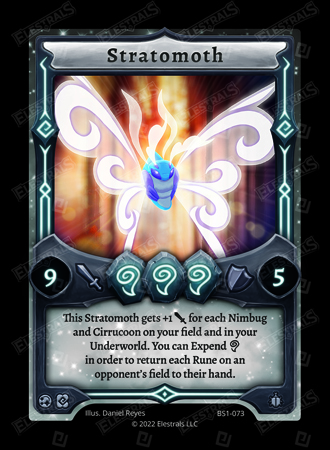 Stratomoth
9
5
This Stratomoth gets +1 for each Nimbug
and Cirrucoon on your field and in your
Underworld. You can Expend
in order to return each Rune on an
opponent's field to their hand.
Illus. Daniel Reyes
BS1-073
© 2022 Elestrals LLC
ELESTRALS